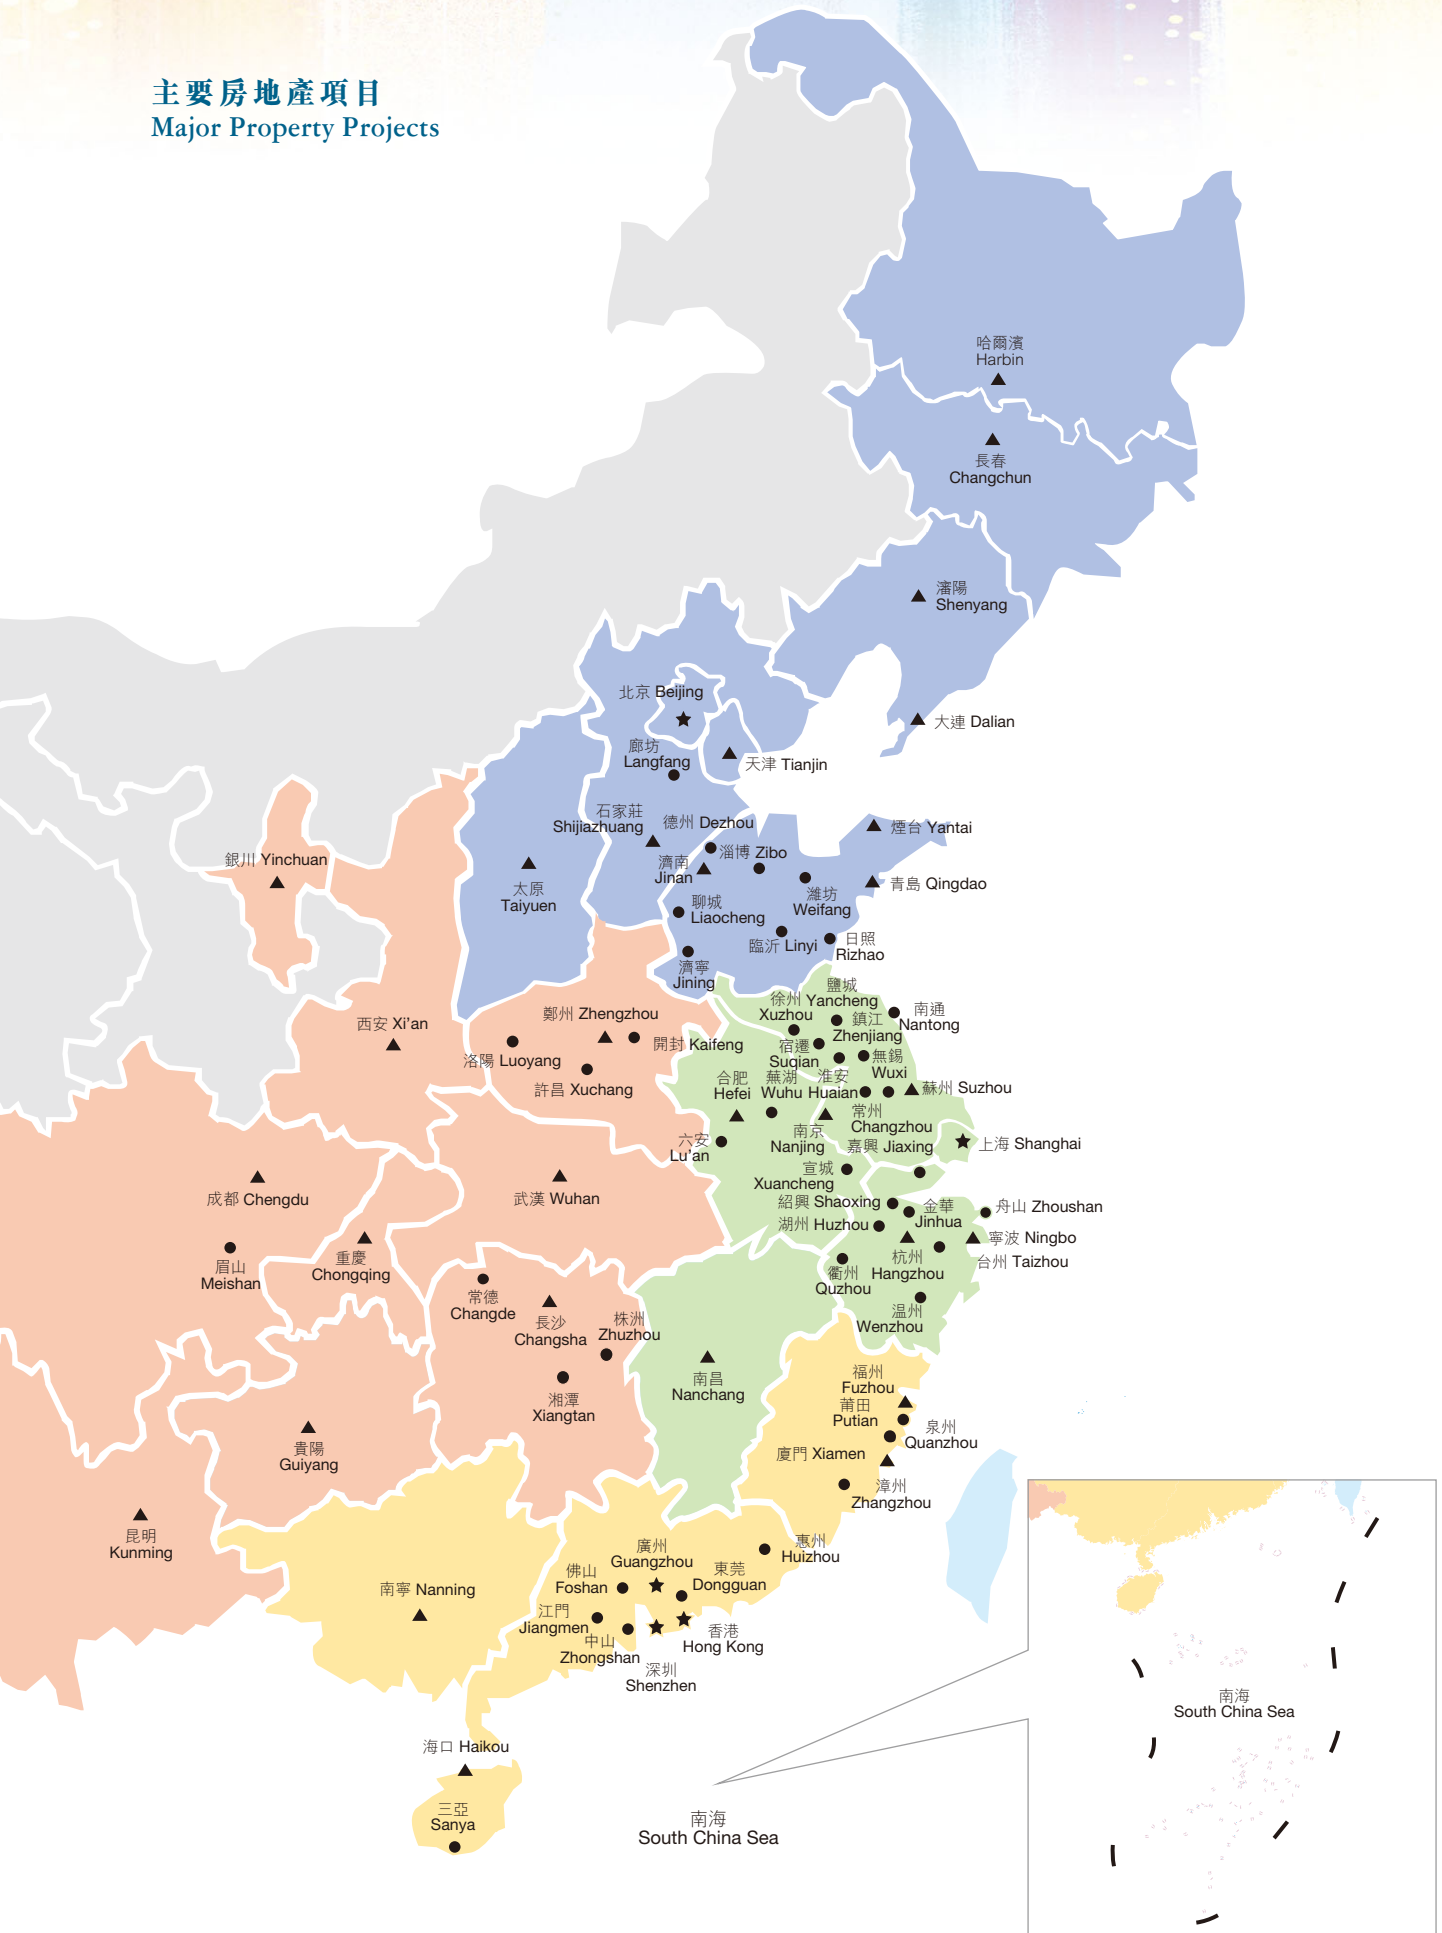 主要房地產項目
Major Property Projects
哈爾濱
Harbin
長春
Changchun
瀋陽
Shenyang
北京 Beijing
大連 Dalian
廊坊
Langfang
天津 Tianjin
石家莊
Shijiazhuang
德州 Dezhou
煙台 Yantai
淄博 Zibo
銀川 Yinchuan
濟南
Jinan
太原
Taiyuen
青島 Qingdao
濰坊
Weifang
聊城
Liaocheng
臨沂 Linyi
日照
Rizhao
濟寧
Jining
鹽城
Yancheng
徐州
Xuzhou
南通
Nantong
鄭州 Zhengzhou
西安 Xi’an
鎮江
Zhenjiang
開封 Kaifeng
宿遷
Suqian
洛陽 Luoyang
無錫
Wuxi
許昌 Xuchang
合肥
Hefei
蕪湖
Wuhu
淮安
Huaian
蘇州 Suzhou
常州
Changzhou
南京
Nanjing
六安
Lu’an
嘉興 Jiaxing
上海 Shanghai
宣城
Xuancheng
成都 Chengdu
武漢 Wuhan
紹興 Shaoxing
金華
Jinhua
舟山 Zhoushan
湖州 Huzhou
寧波 Ningbo
眉山
Meishan
重慶
Chongqing
杭州
Hangzhou
台州 Taizhou
衢州
Quzhou
常德
Changde
温州
Wenzhou
長沙
Changsha
株洲
Zhuzhou
南昌
Nanchang
福州
Fuzhou
湘潭
Xiangtan
莆田
Putian
泉州
Quanzhou
貴陽
Guiyang
廈門 Xiamen
漳州
Zhangzhou
昆明
Kunming
惠州
Huizhou
廣州
Guangzhou
佛山
Foshan
東莞
Dongguan
南寧 Nanning
江門
Jiangmen
中山
Zhongshan
香港
Hong Kong
深圳
Shenzhen
南海
South China Sea
海口 Haikou
三亞
Sanya
南海
South China Sea